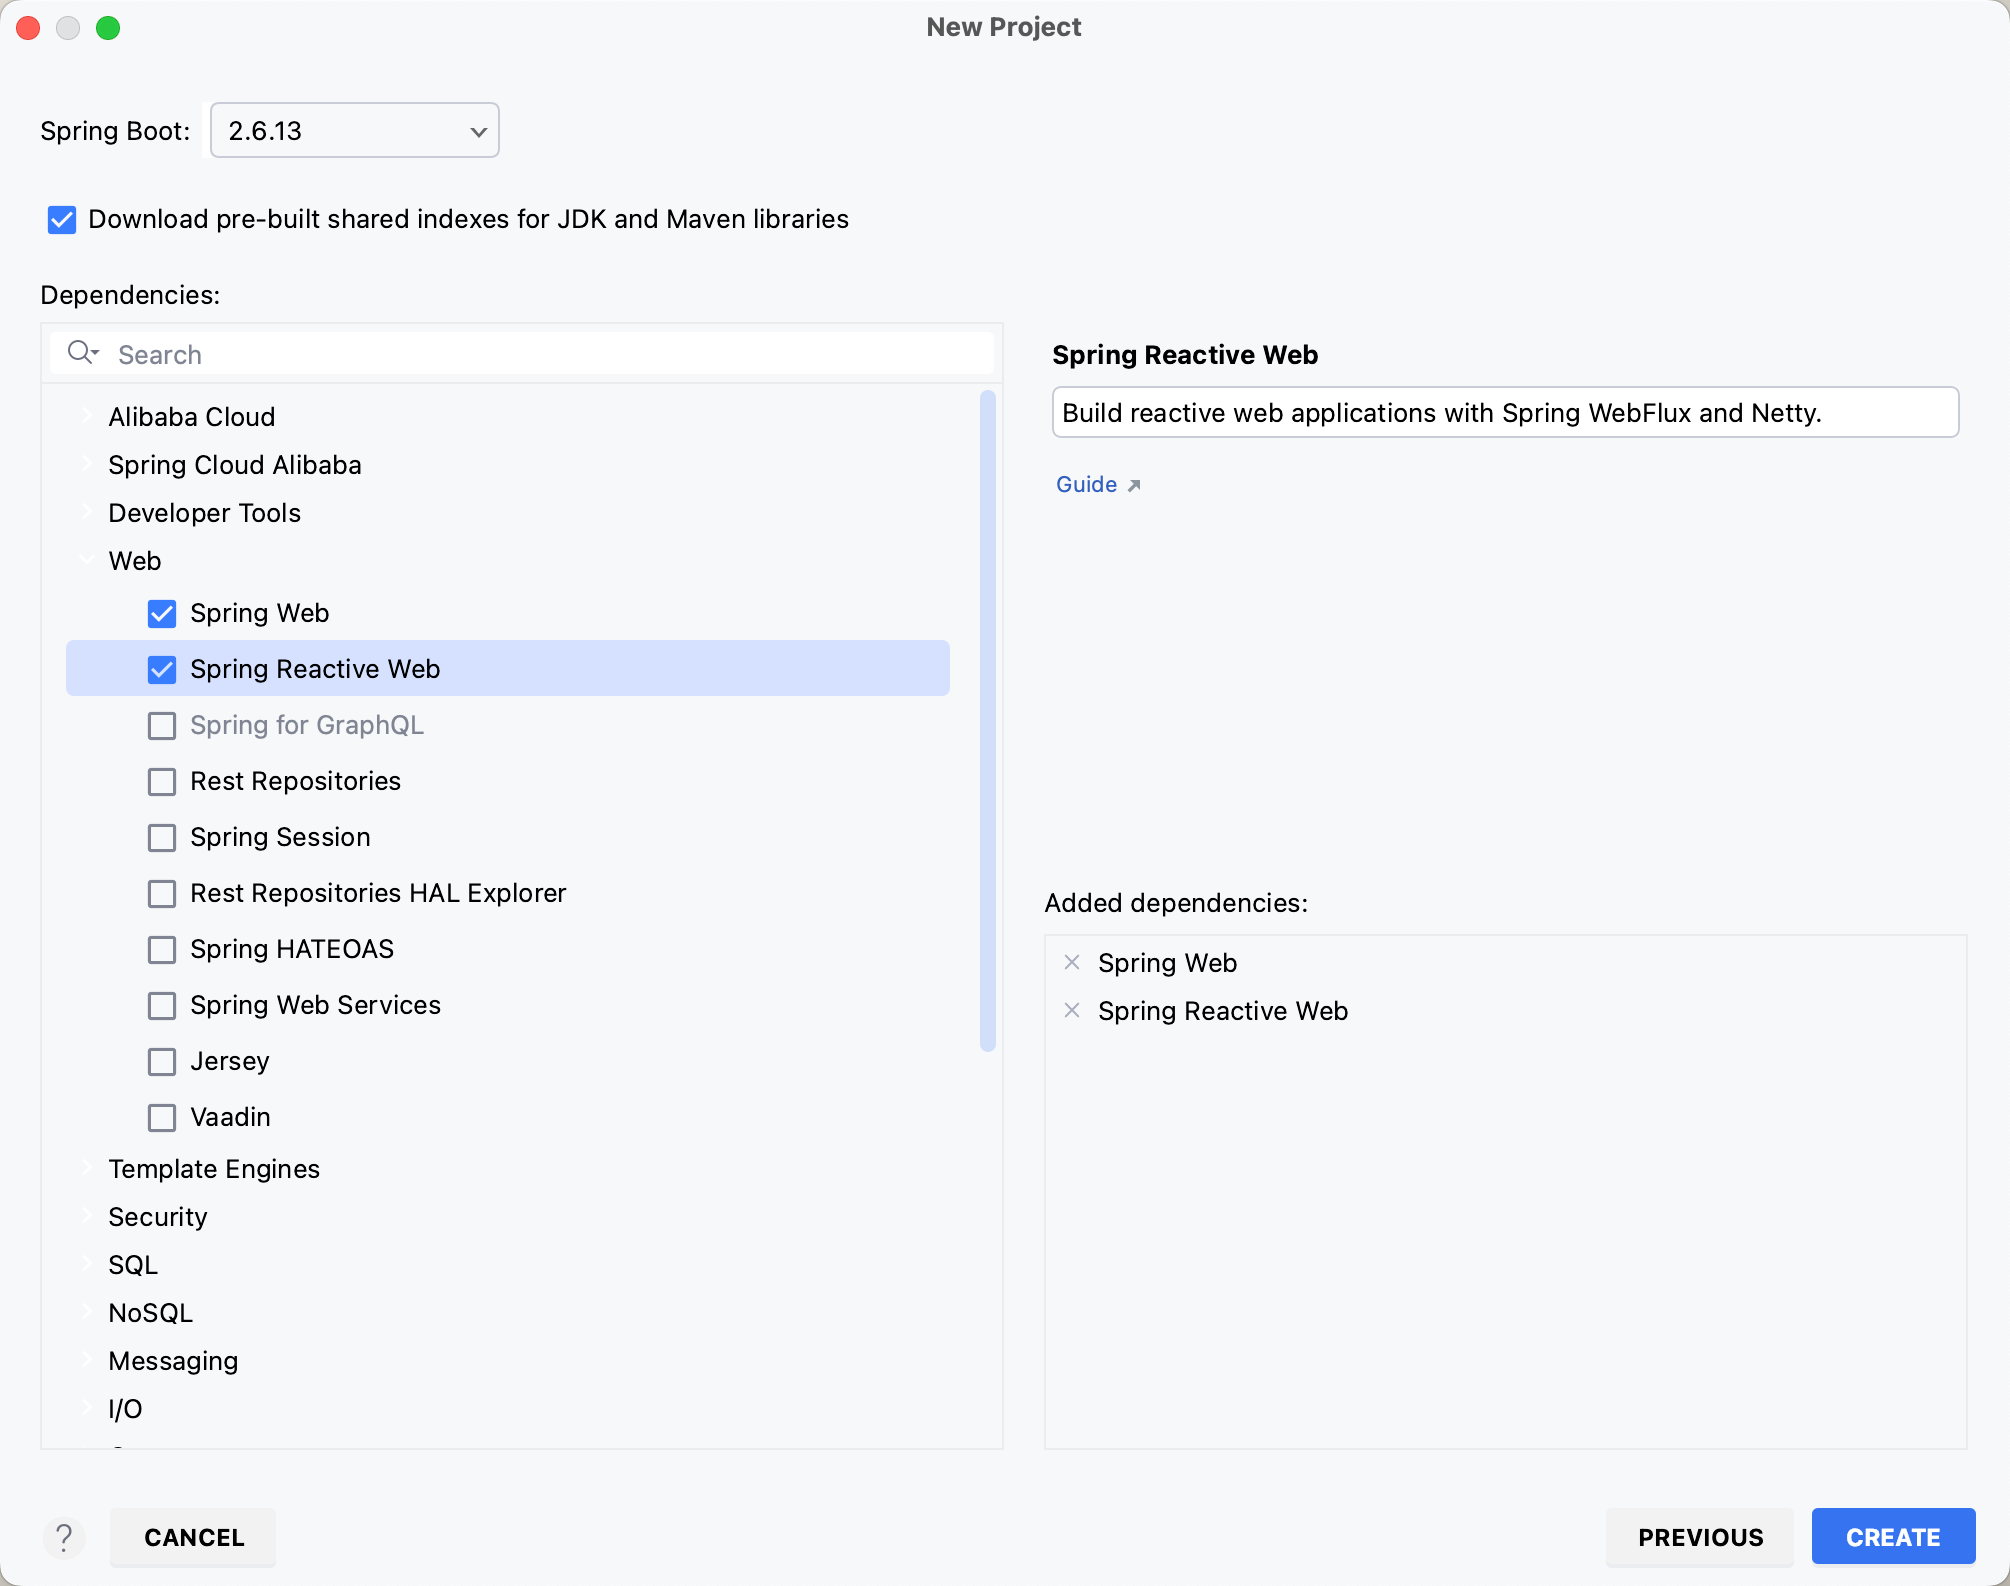 New Project
Spring Boot: 2.6.13
Download pre-built shared indexes for JDK and Maven libraries
Dependencies:
Search
Alibaba Cloud
Spring Cloud Alibaba
Developer Tools
Web
Spring Web
Spring Reactive Web
Spring for GraphQL
Rest Repositories
Spring Session
Rest Repositories HAL Explorer
Spring HATEOAS
Spring Web Services
Jersey
Vaadin
Template Engines
Security
SQL
NoSQL
Messaging
I/O
Spring Reactive Web
Build reactive web applications with Spring WebFlux and Netty.
Guide
Added dependencies:
Spring Web
Spring Reactive Web
?
CANCEL
PREVIOUS
CREATE